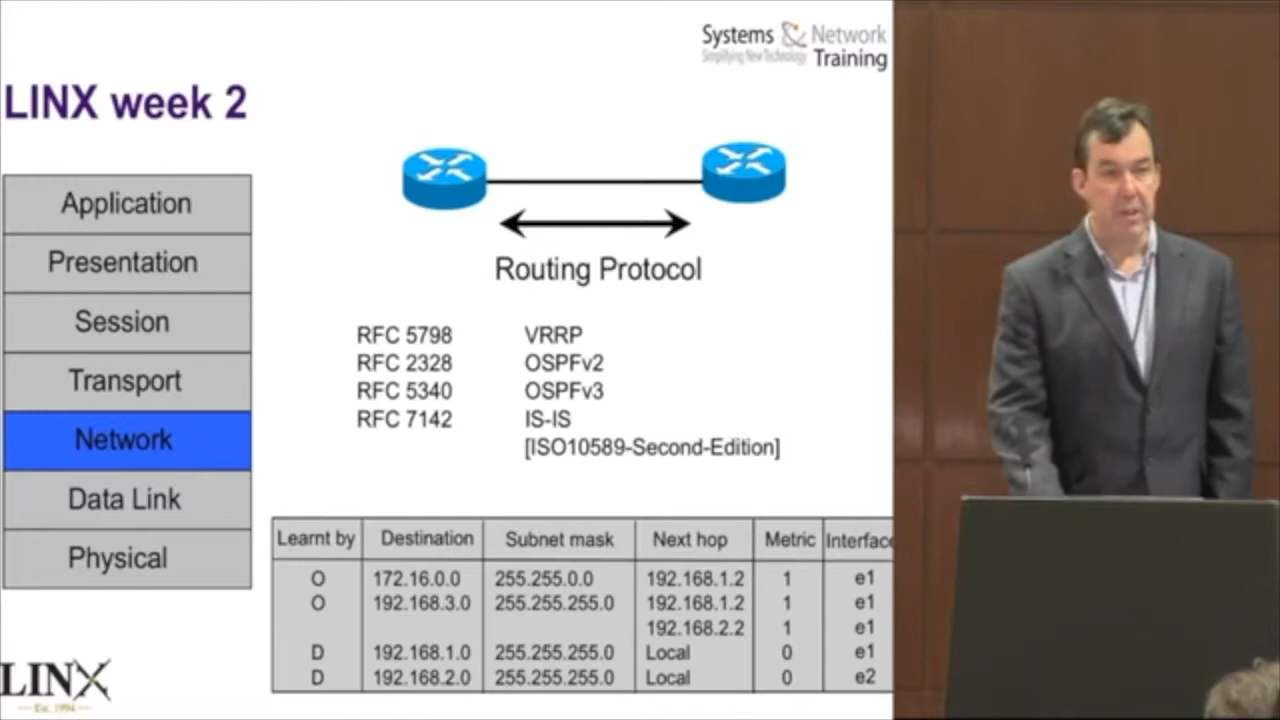 Systems Network
Simplifying New Technology
Training
LINX week 2
Application
Presentation
Session
Transport
Network
Data Link
Physical
Routing Protocol
RFC 5798 VRRP
RFC 2328 OSPFv2
RFC 5340 OSPFv3
RFC 7142 IS-IS
[ISO10589-Second-Edition]
Learnt by Destination Subnet mask Next hop Metric Interface
O 172.16.0.0 255.255.0.0 192.168.1.2 1 e1
O 192.168.3.0 255.255.255.0 192.168.1.2 1 e1
192.168.2.2 1 e1
D 192.168.1.0 255.255.255.0 Local 0 e1
D 192.168.2.0 255.255.255.0 Local 0 e2
LINX
Est. 1994